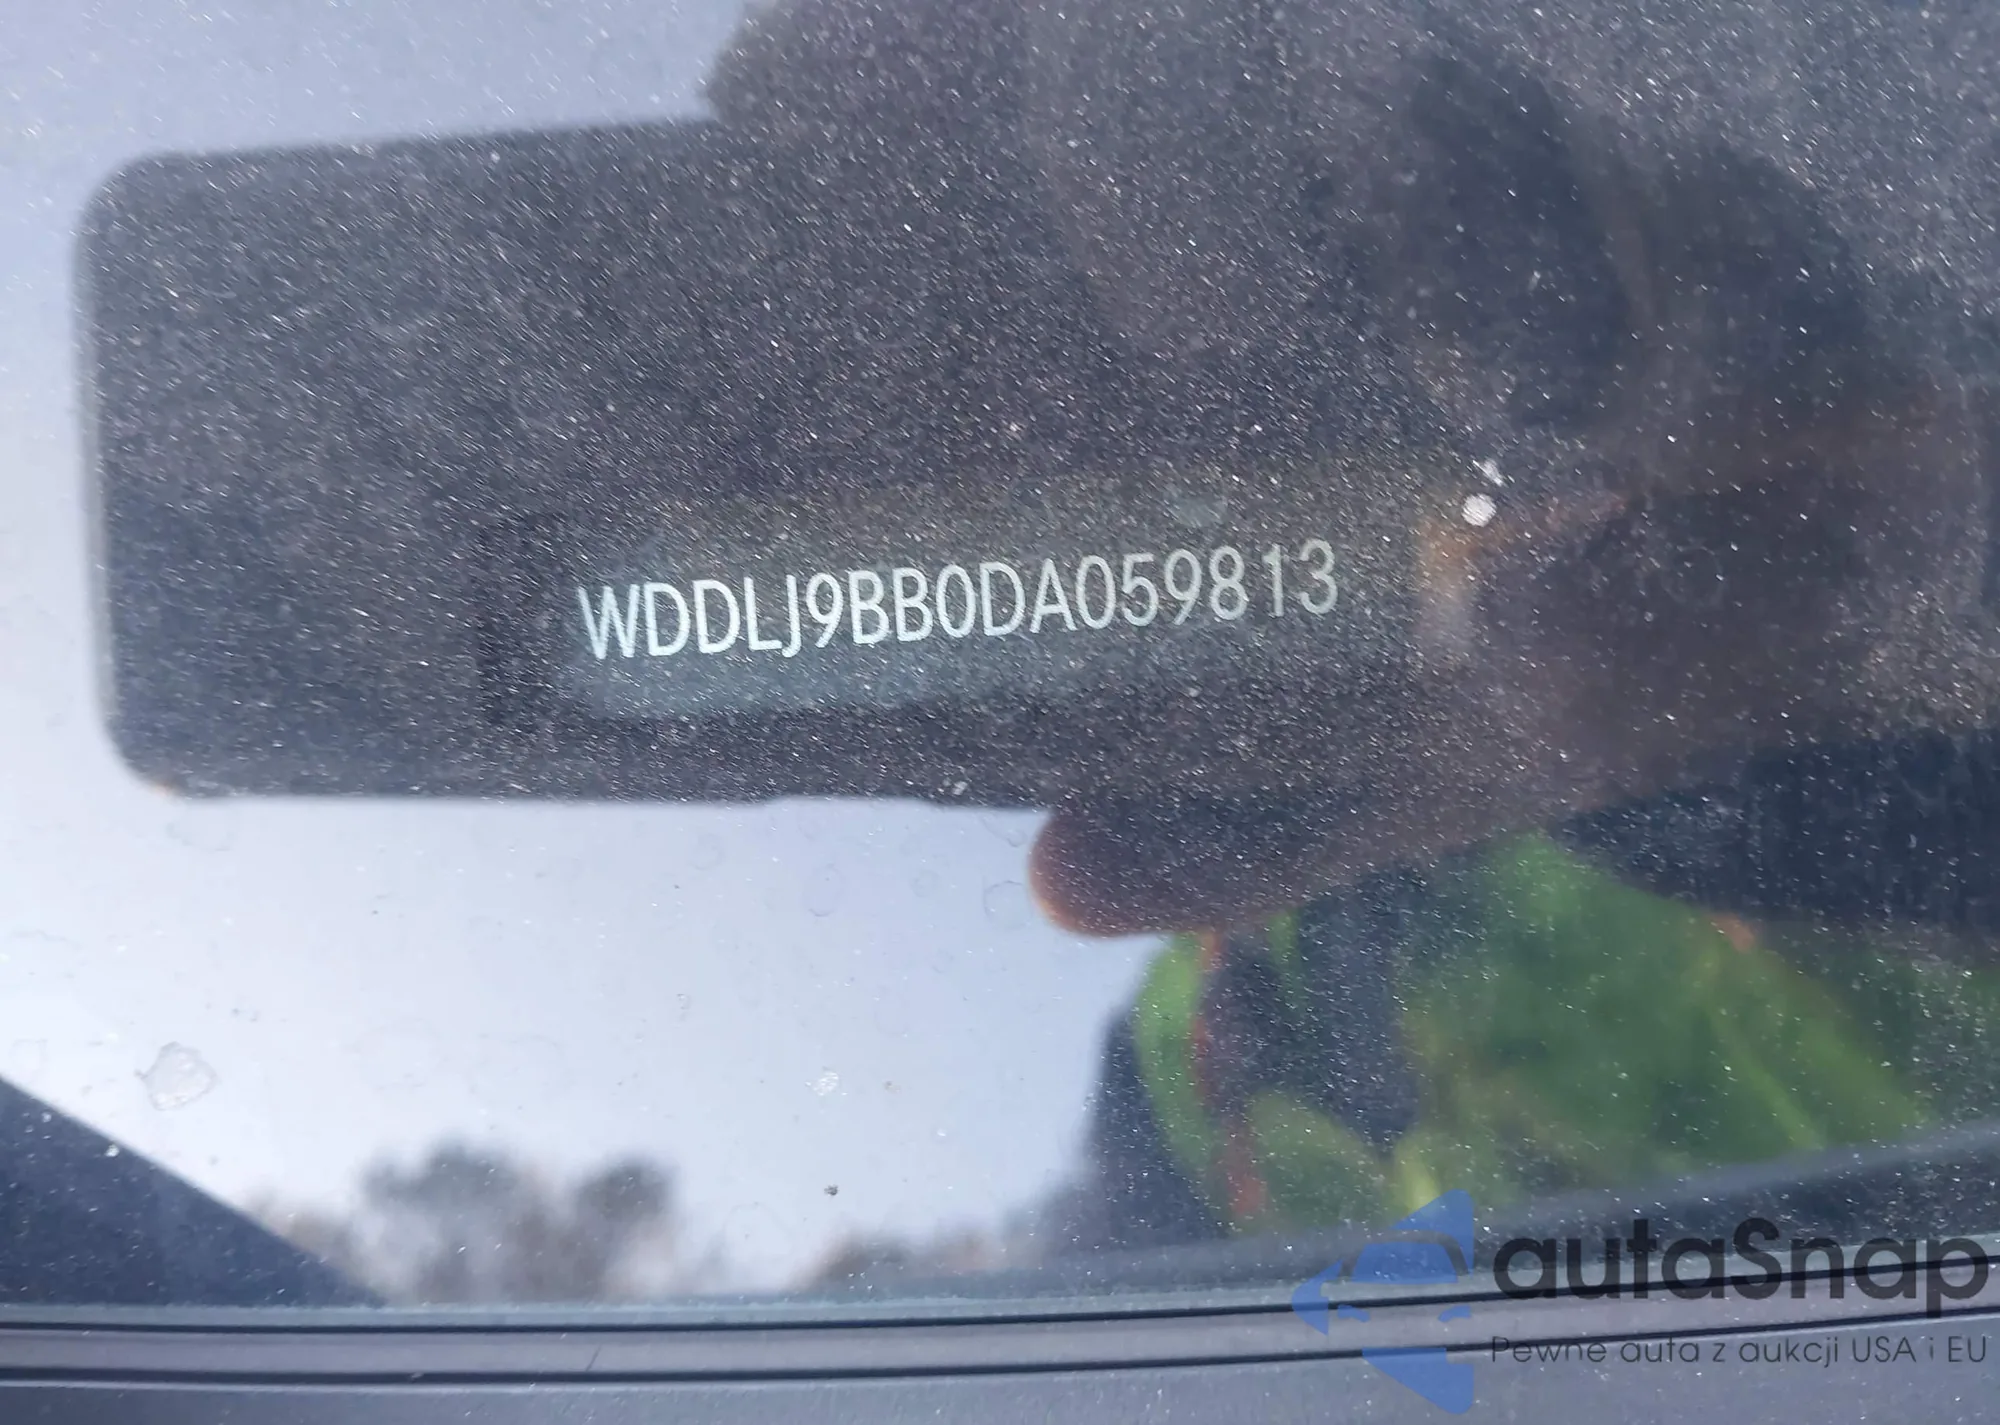 WDDLJ9BB0DA059813
autaSnap
Pewne auta z aukcji USA i EU